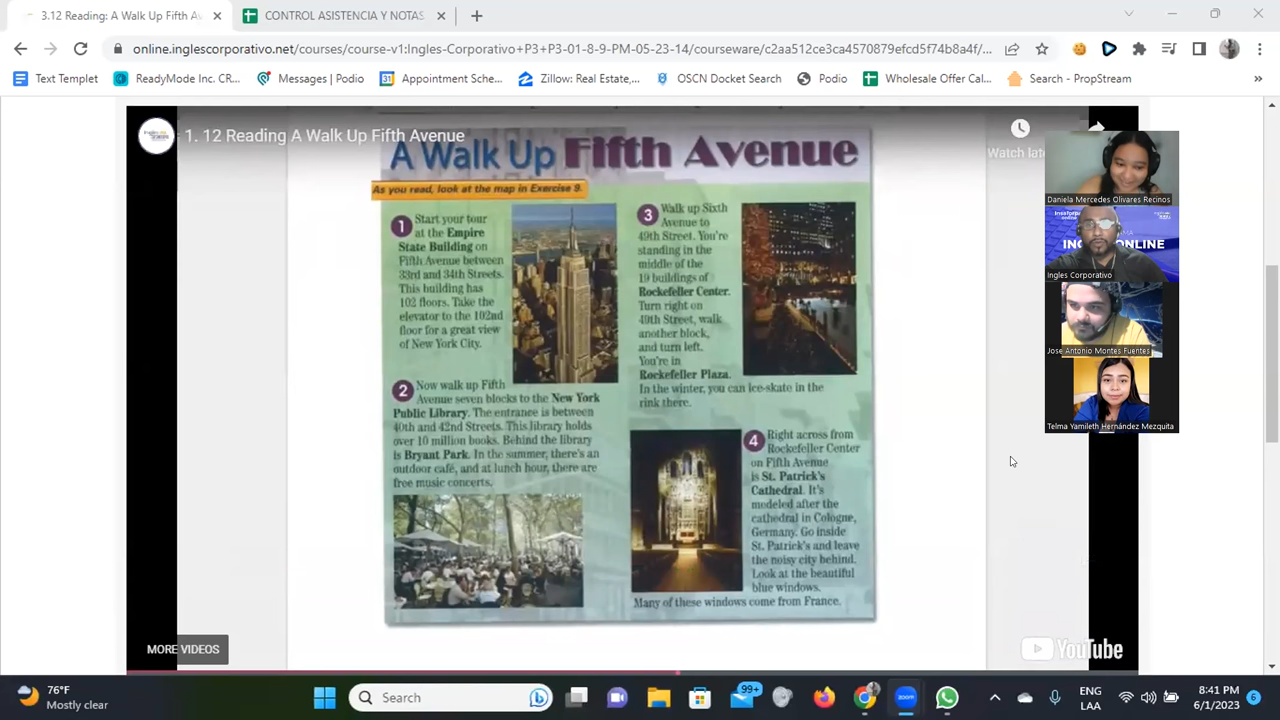 3.12 Reading: A Walk Up Fifth Av
CONTROL ASISTENCIA Y NOTAS
online.inglescorporativo.net/courses/course-v1:Ingles-Corporativo+P3+P3-01-8-9-PM-05-23-14/courseware/c2aa512ce3ca4570879efcd5f74b8a4f/...
Text Templet
ReadyMode Inc. CR...
Messages | Podio
Appointment Sche...
Zillow: Real Estate,...
OSCN Docket Search
Podio
Wholesale Offer Cal...
Search - PropStream
»
1. 12 Reading A Walk Up Fifth Avenue
Watch late
A Walk Up Fifth Avenue
As you read, look at the map in Exercise 9.
1 Start your tour
at the Empire
State Building on
Fifth Avenue between
33rd and 34th Streets.
This building has
102 floors. Take the
elevator to the 102nd
floor for a great view
of New York City.
2 Now walk up Fifth
Avenue seven blocks to the New York
Public Library. The entrance is between
40th and 42nd Streets. This library holds
over 10 million books. Behind the library
is Bryant Park. In the summer, there's an
outdoor café, and at lunch hour, there are
free music concerts.
3 Walk up Sixth
Avenue to
49th Street. You're
standing in the
middle of the
19 buildings of
Rockefeller Center.
Turn right on
49th Street, walk
another block,
and turn left.
You're in
Rockefeller Plaza.
In the winter, you can ice-skate in the
rink there.
4 Right across from
Rockefeller Center
on Fifth Avenue
is St. Patrick's
Cathedral. It's
modeled after the
cathedral in Cologne,
Germany. Go inside
St. Patrick's and leave
the noisy city behind.
Look at the beautiful
blue windows.
Many of these windows come from France.
Daniela Mercedes Olivares Recinos
INGL ONLINE
Ingles Corporativo
Jose Antonio Montes Fuentes
Telma Yamileth Hernández Mezquita
MORE VIDEOS
YouTube
76°F
Mostly clear
Search
99+
zoom
ENG
LAA
8:41 PM
6/1/2023
6